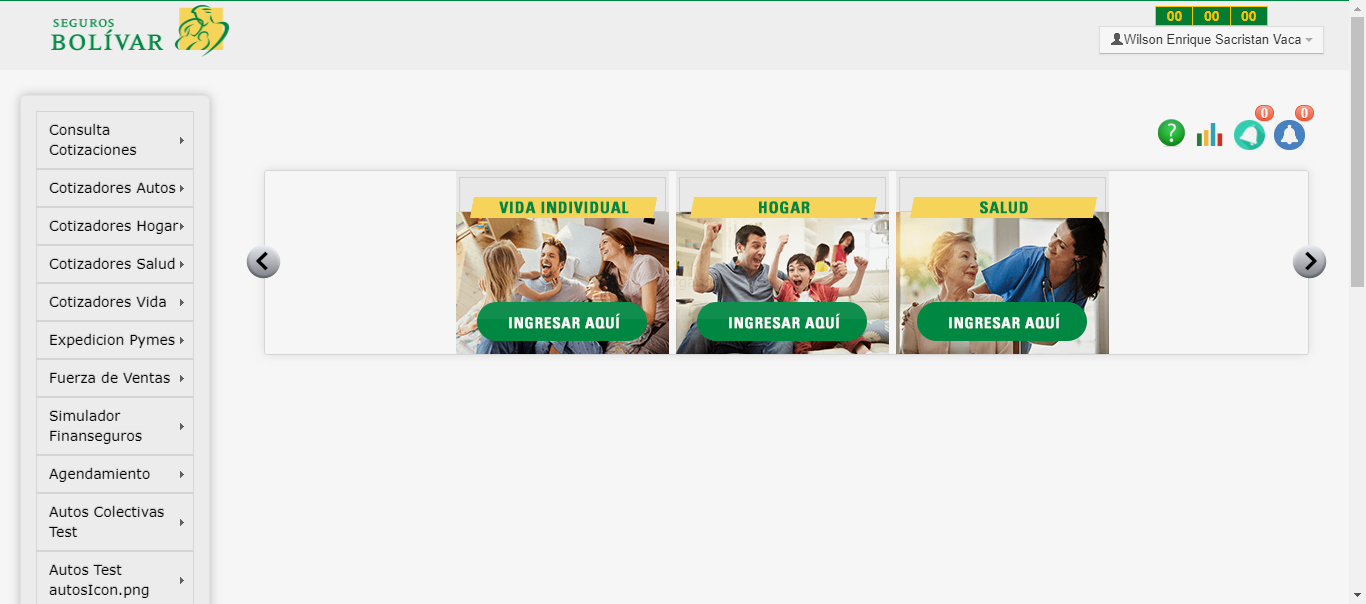 SEGUROS
BOLÍVAR
00 00 00
Wilson Enrique Sacristan Vaca
Consulta
Cotizaciones
Cotizadores Autos
Cotizadores Hogar
Cotizadores Salud
Cotizadores Vida
Expedicion Pymes
Fuerza de Ventas
Simulador
Finanseguros
Agendamiento
Autos Colectivas
Test
Autos Test
autosIcon.png
?
0
0
VIDA INDIVIDUAL
INGRESAR AQUÍ
HOGAR
INGRESAR AQUÍ
SALUD
INGRESAR AQUÍ